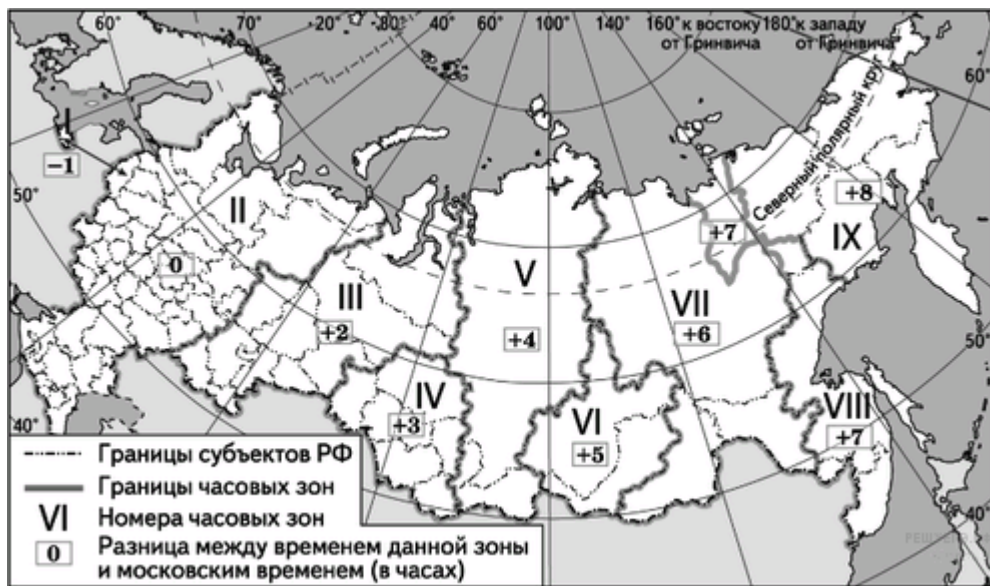 60° 20° 40° 60° 100° 140° 160° к востоку 180° к западу
от Гринвича от Гринвича
60°
Северный полярный круг
I
−1
50°
+8
II
+7
IX
0
V
III
VII
+2
+4
+6
50°
IV
VI
VIII
+3
+7
40°
+5
Границы субъектов РФ
Границы часовых зон
VI Номера часовых зон
40°
0 Разница между временем данной зоны
и московским временем (в часах)